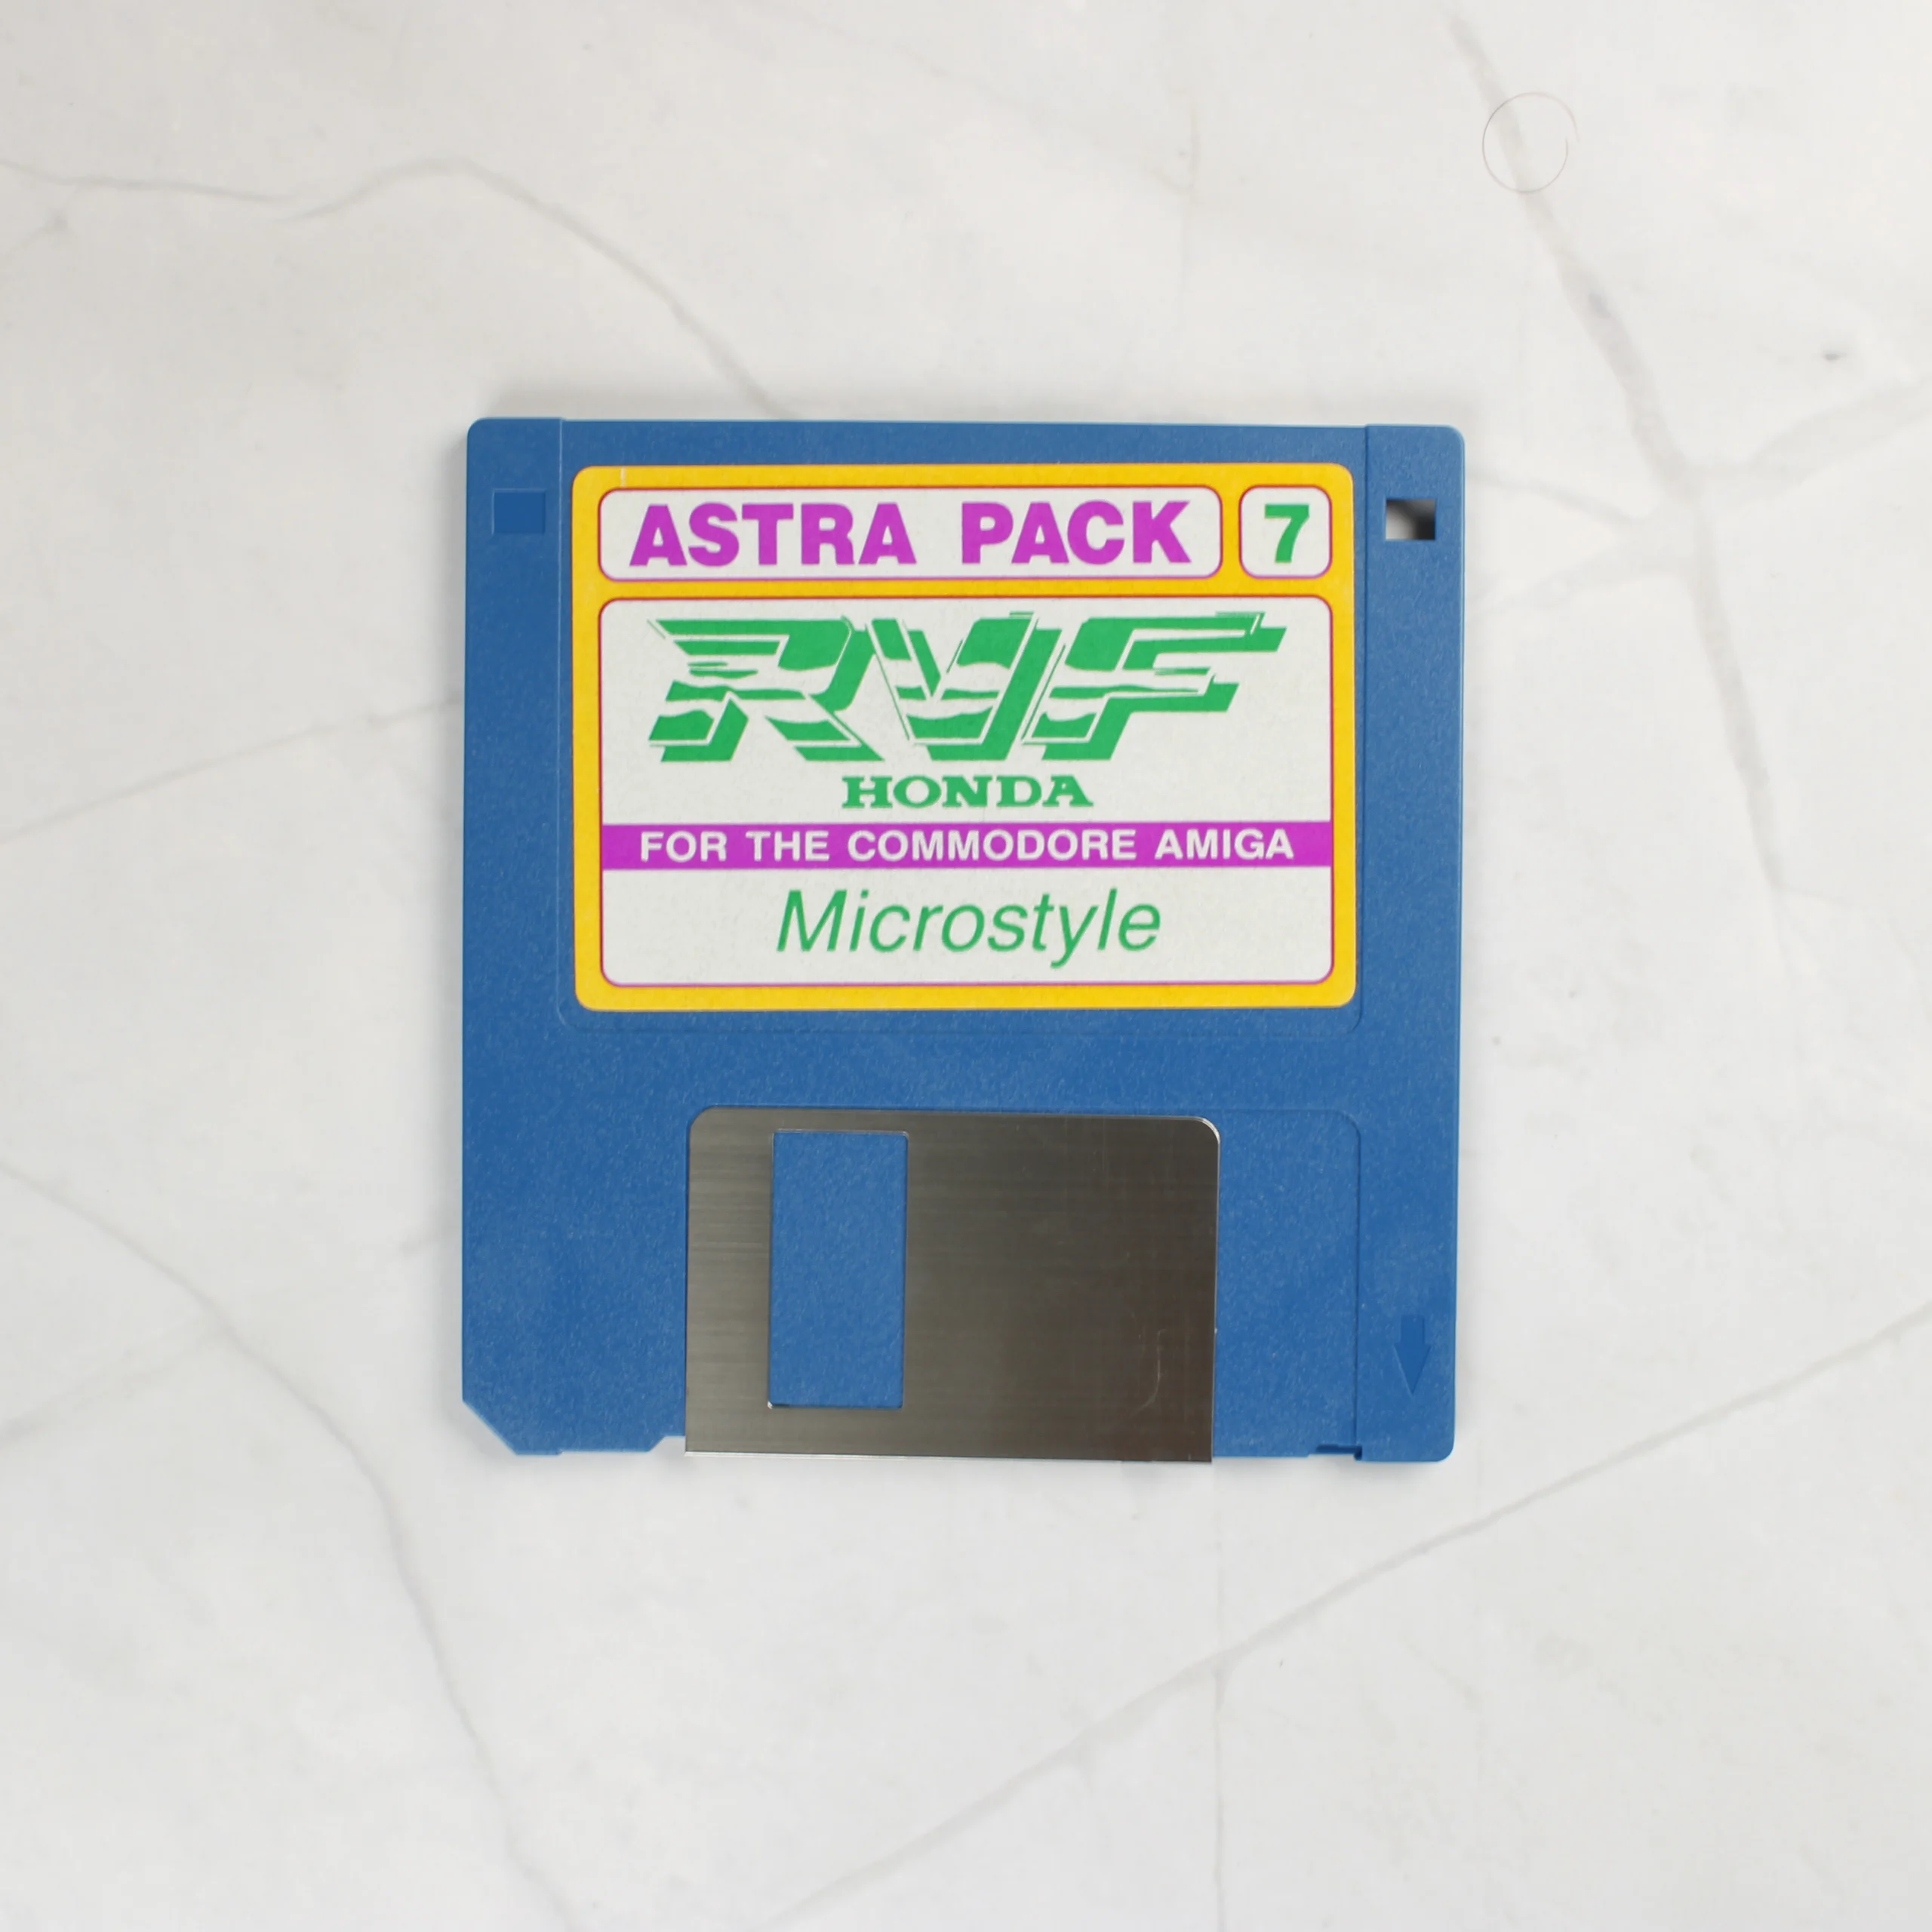 ASTRA PACK 7
RVF
HONDA
FOR THE COMMODORE AMIGA
Microstyle